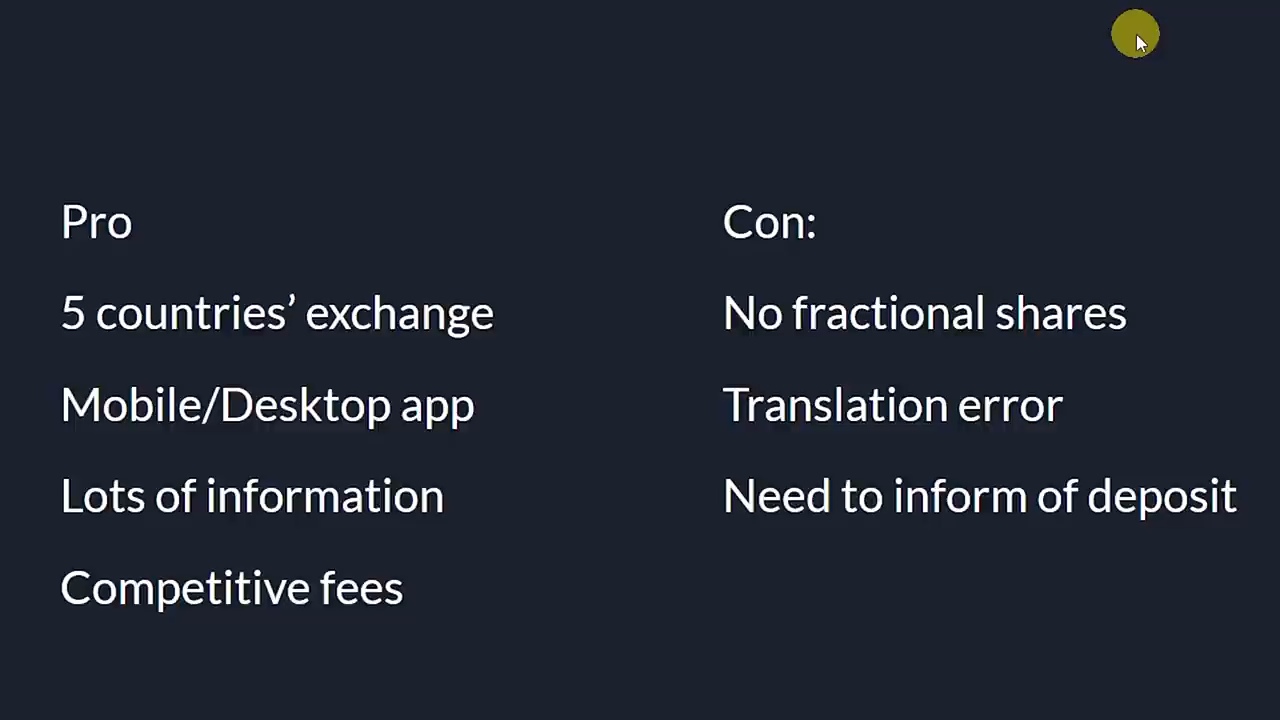 Pro
5 countries’ exchange
Mobile/Desktop app
Lots of information
Competitive fees
Con:
No fractional shares
Translation error
Need to inform of deposit